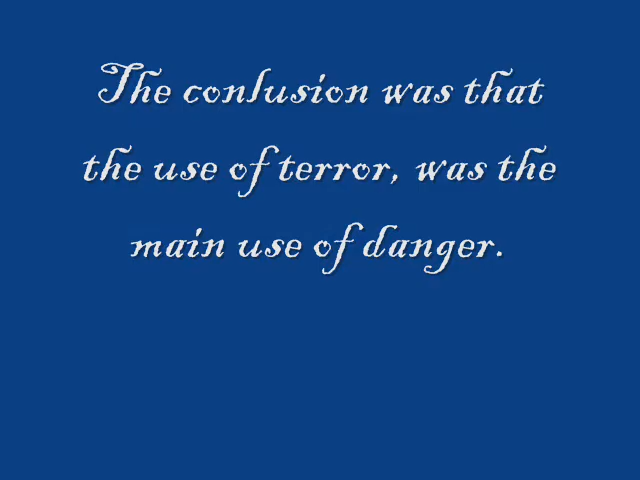 The conlusion was that
the use of terror, was the
main use of danger.